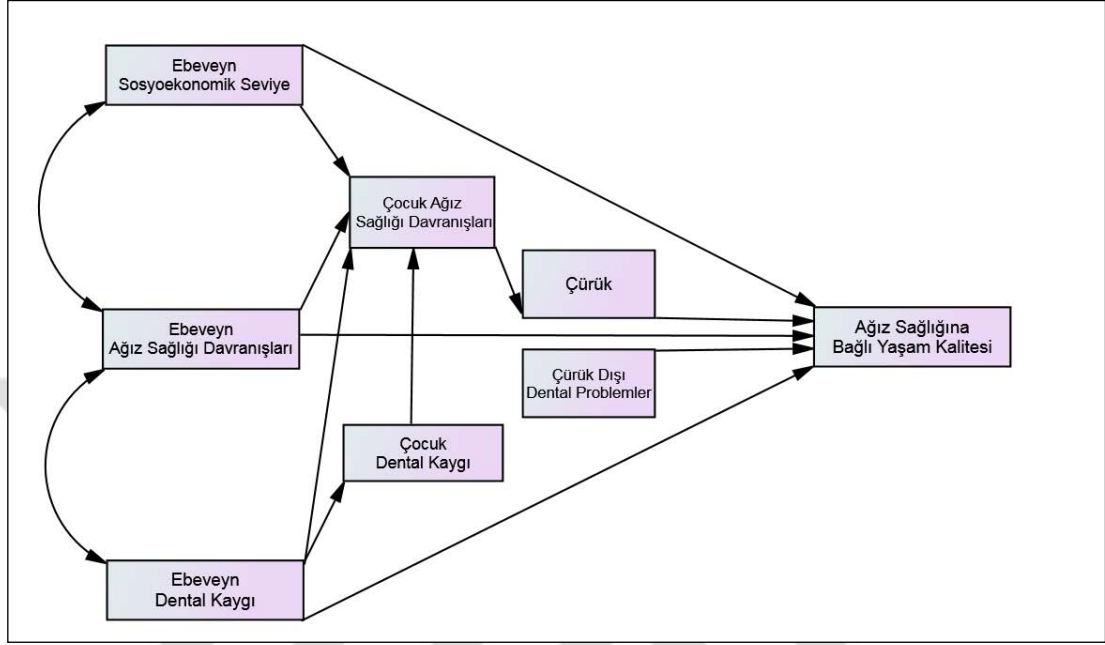 Ebeveyn
Sosyoekonomik Seviye
Çocuk Ağız
Sağlığı Davranışları
Çürük
Ebeveyn
Ağız Sağlığı Davranışları
Ağız Sağlığına
Bağlı Yaşam Kalitesi
Çürük Dışı
Dental Problemler
Çocuk
Dental Kaygı
Ebeveyn
Dental Kaygı